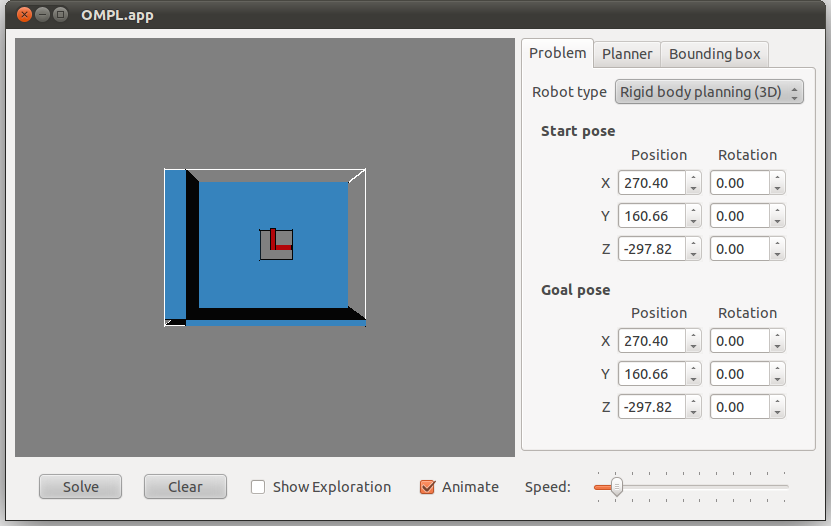 OMPL.app
Problem Planner Bounding box
Robot type Rigid body planning (3D)
Start pose
Position Rotation
X 270.40 0.00
Y 160.66 0.00
Z -297.82 0.00
Goal pose
Position Rotation
X 270.40 0.00
Y 160.66 0.00
Z -297.82 0.00
Solve Clear Show Exploration Animate Speed: